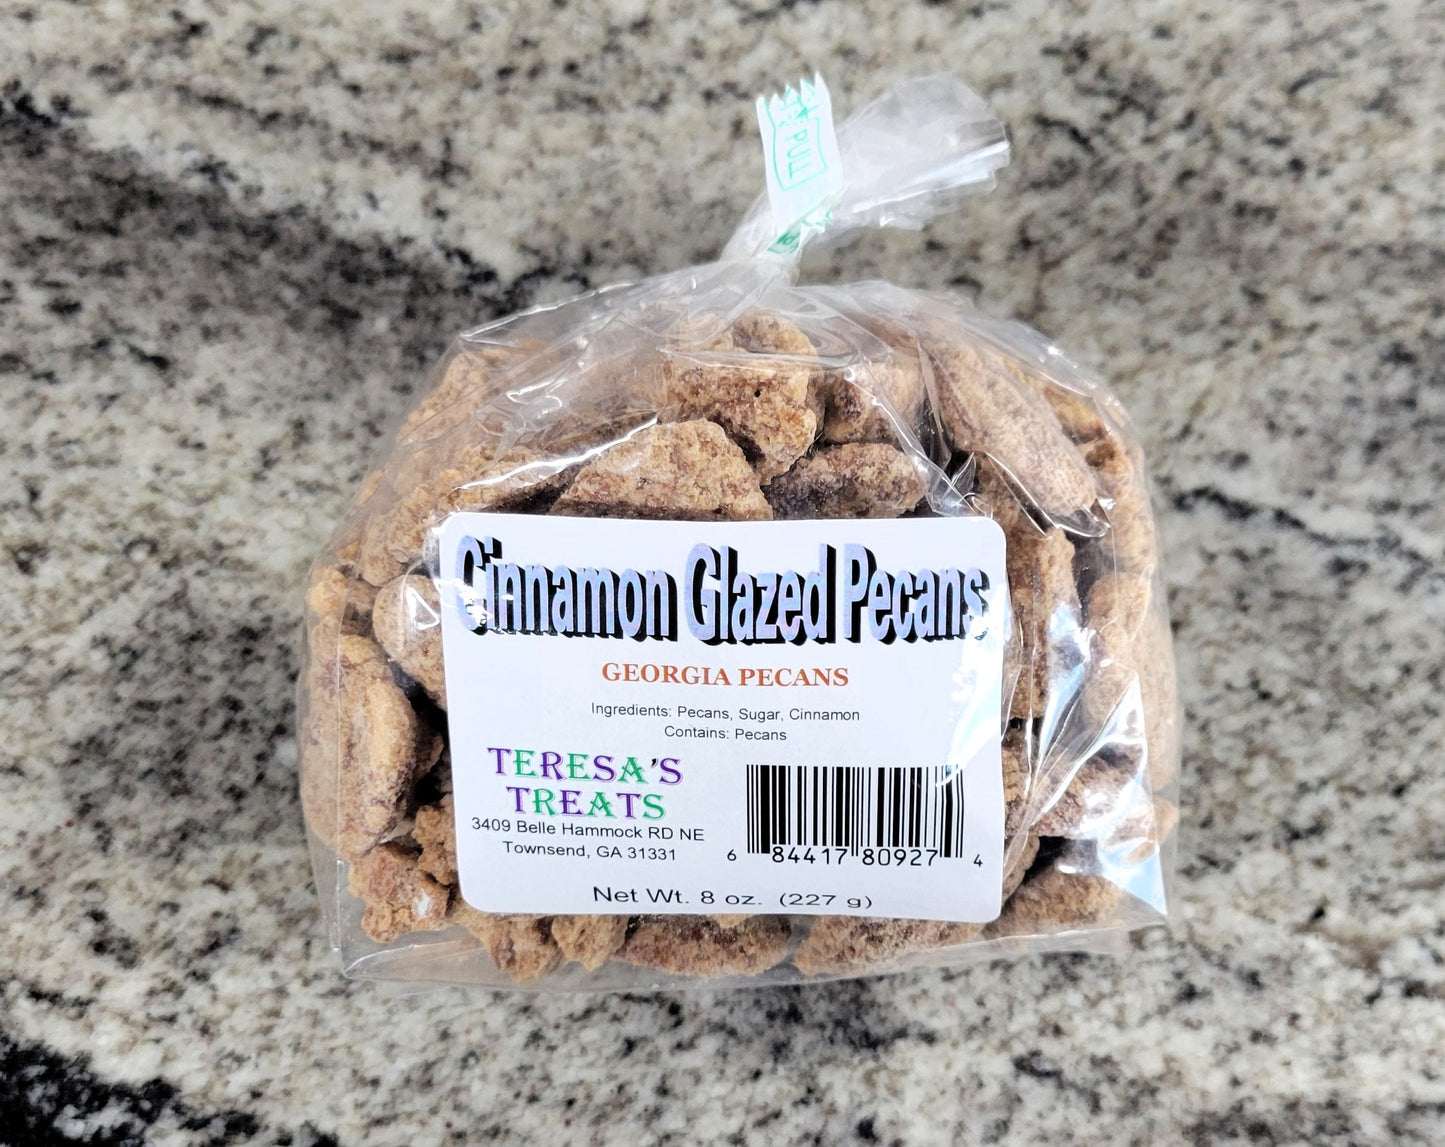 PULL
Cinnamon Glazed Pecans
GEORGIA PECANS
Ingredients: Pecans, Sugar, Cinnamon
Contains: Pecans
TERESA'S
TREATS
3409 Belle Hammock RD NE
Townsend, GA 31331
6 84417 80927 4
Net Wt. 8 oz. (227 g)